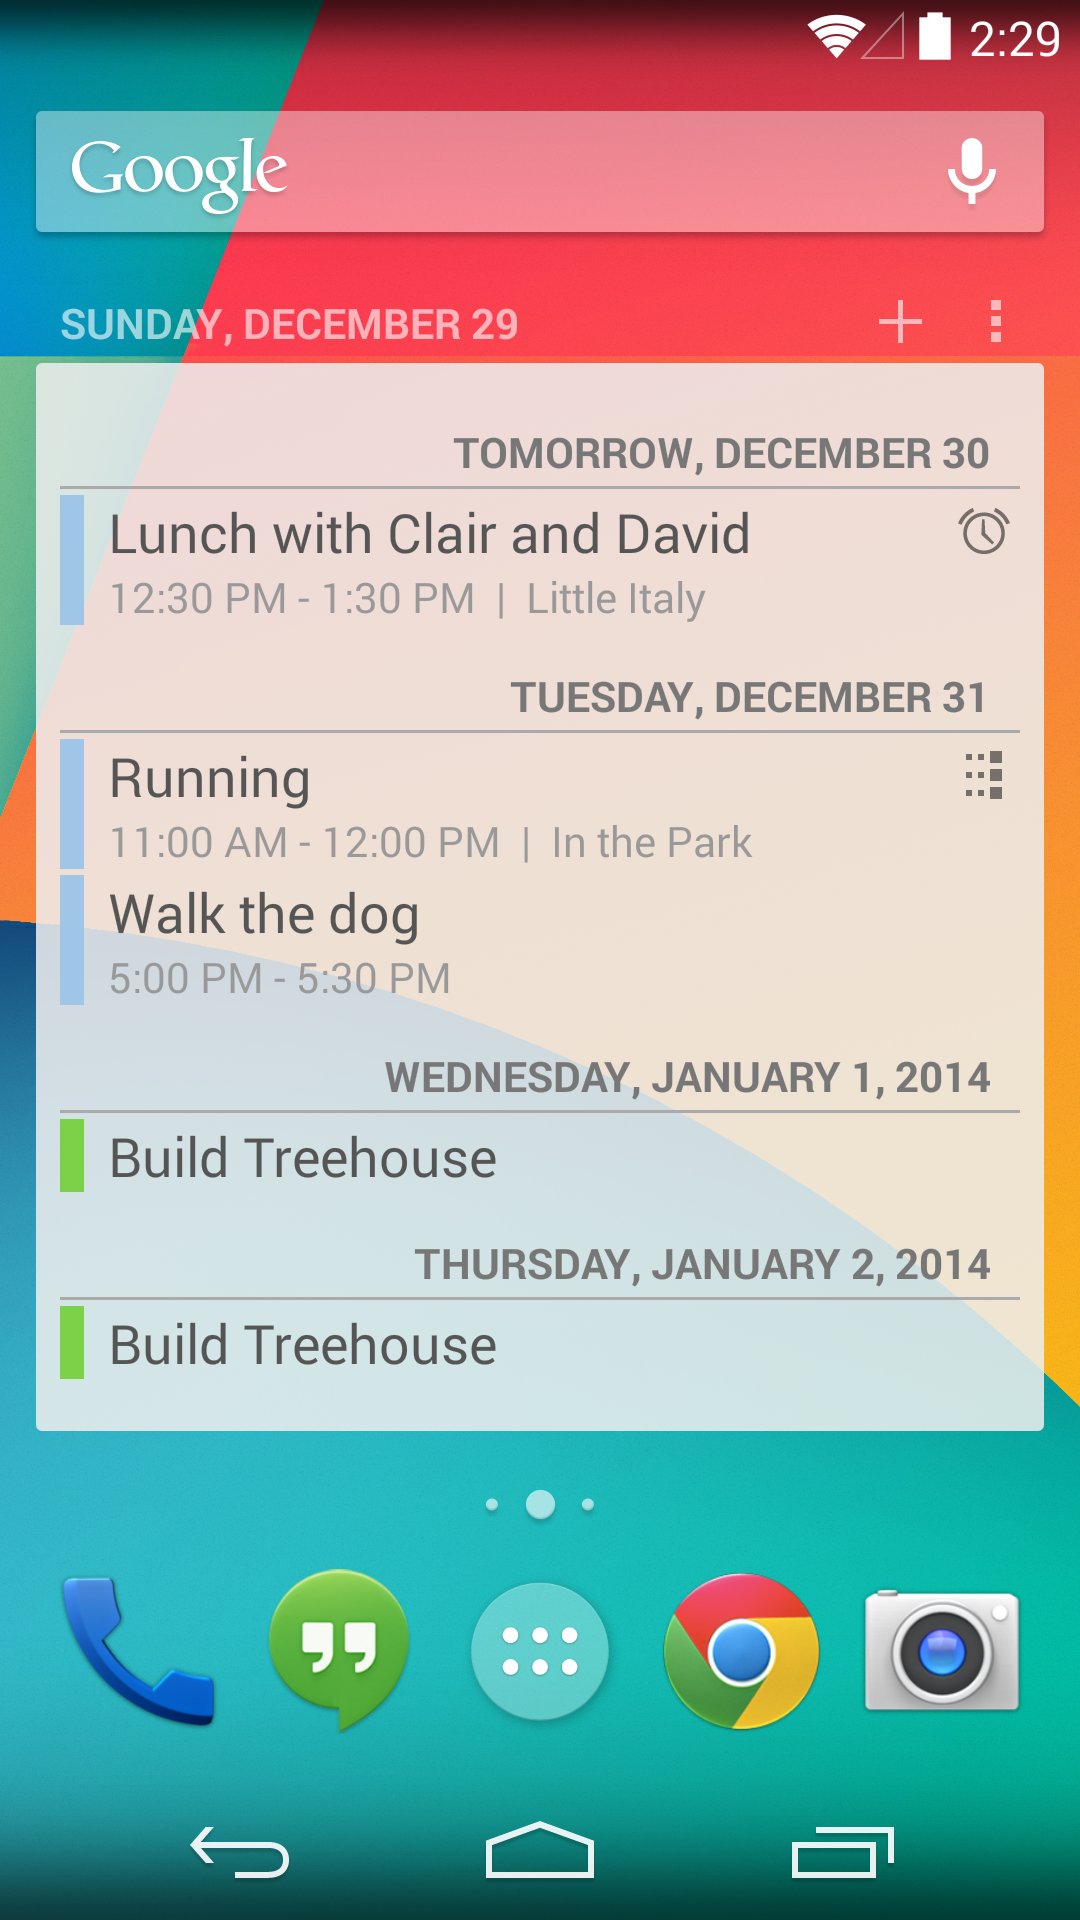 2:29
Google
SUNDAY, DECEMBER 29
TOMORROW, DECEMBER 30
Lunch with Clair and David
12:30 PM - 1:30 PM | Little Italy
TUESDAY, DECEMBER 31
Running
11:00 AM - 12:00 PM | In the Park
Walk the dog
5:00 PM - 5:30 PM
WEDNESDAY, JANUARY 1, 2014
Build Treehouse
THURSDAY, JANUARY 2, 2014
Build Treehouse